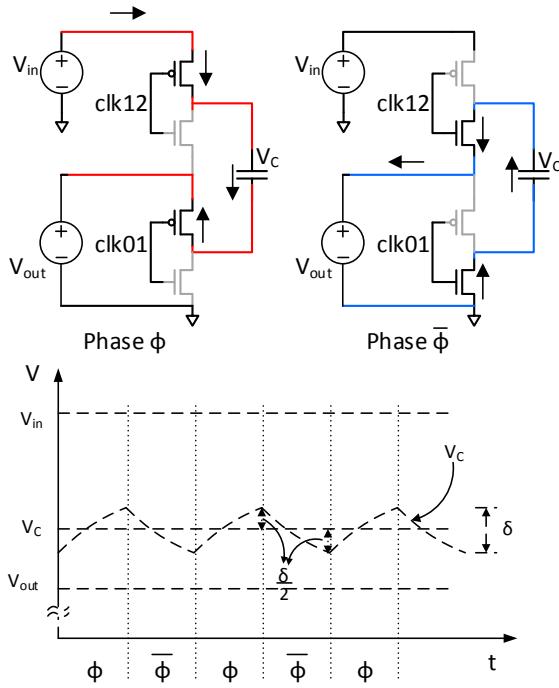 V_in
clk12
V_C
clk01
V_out
Phase ϕ
V_in
clk12
V_C
clk01
V_out
Phase ϕ̅
V
V_in
V_C
V_C
δ
δ/2
V_out
t
ϕ ϕ̅ ϕ ϕ̅ ϕ